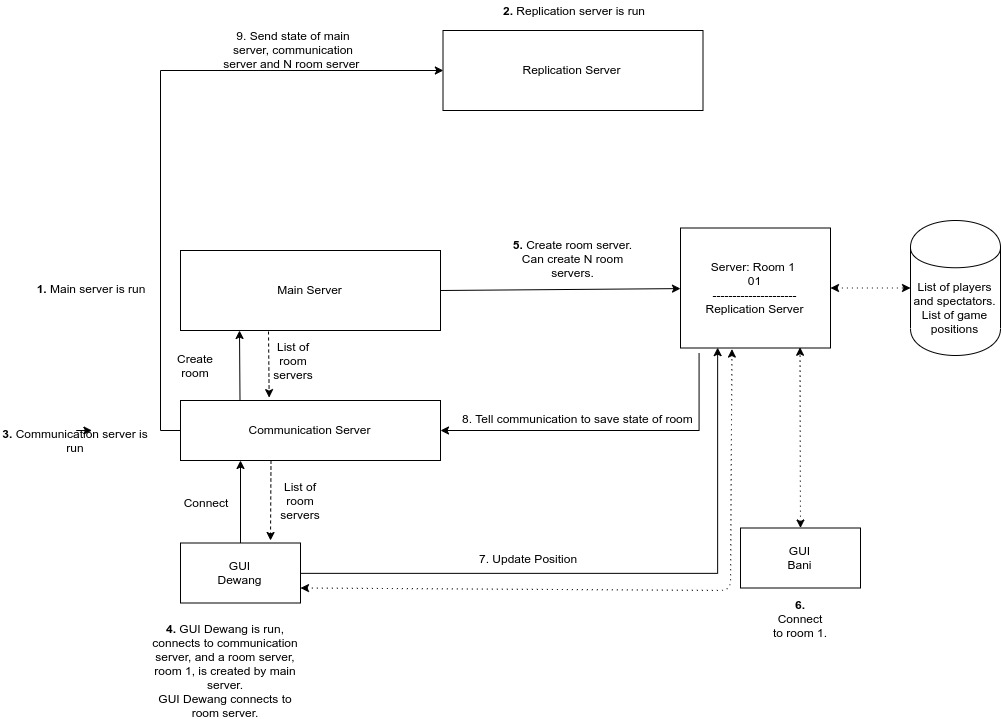 2. Replication server is run
9. Send state of main
server, communication
server and N room server
Replication Server
1. Main server is run
Main Server
5. Create room server.
Can create N room
servers.
Server: Room 1
01
---------------------
Replication Server
List of players
and spectators.
List of game
positions
Create
room
List of
room
servers
3. Communication server is
run
Communication Server
8. Tell communication to save state of room
Connect
List of
room
servers
GUI
Dewang
7. Update Position
GUI
Bani
6.
Connect
to room 1.
4. GUI Dewang is run,
connects to communication
server, and a room server,
room 1, is created by main
server.
GUI Dewang connects to
room server.